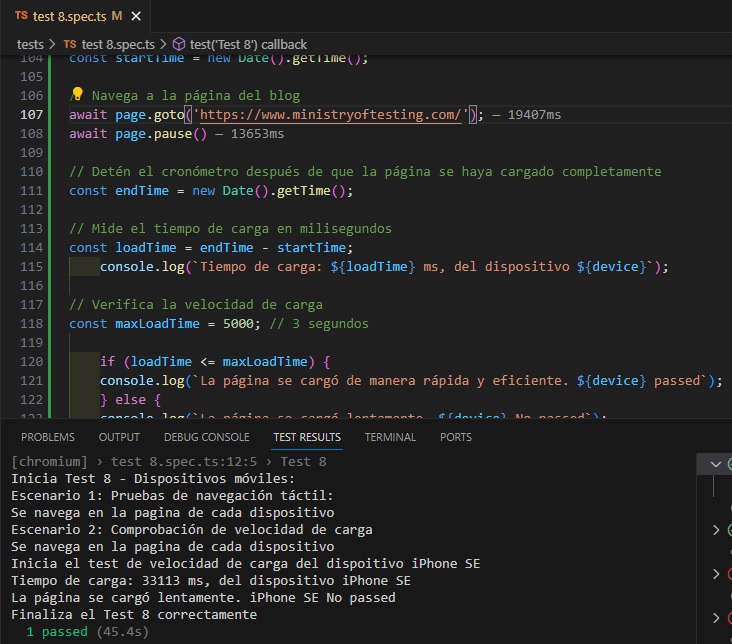 TS test 8.spec.ts M ✕
tests > TS test 8.spec.ts > test('Test 8') callback
104 const startTime = new Date().getTime();
105
106 Navega a la página del blog
107 await page.goto('https://www.ministryoftesting.com/'); — 19407ms
108 await page.pause() — 13653ms
109
110 // Detén el cronómetro después de que la página se haya cargado completamente
111 const endTime = new Date().getTime();
112
113 // Mide el tiempo de carga en milisegundos
114 const loadTime = endTime - startTime;
115 console.log(`Tiempo de carga: ${loadTime} ms, del dispositivo ${device}`);
116
117 // Verifica la velocidad de carga
118 const maxLoadTime = 5000; // 3 segundos
119
120 if (loadTime <= maxLoadTime) {
121 console.log(`La página se cargó de manera rápida y eficiente. ${device} passed`);
122 } else {
123 console.log(`La página se cargó lentamente. ${device} No passed`);
PROBLEMS OUTPUT DEBUG CONSOLE TEST RESULTS TERMINAL PORTS
[chromium] › test 8.spec.ts:12:5 › Test 8
Inicia Test 8 - Dispositivos móviles:
Escenario 1: Pruebas de navegación táctil:
Se navega en la pagina de cada dispositivo
Escenario 2: Comprobación de velocidad de carga
Se navega en la pagina de cada dispositivo
Inicia el test de velocidad de carga del dispoitivo iPhone SE
Tiempo de carga: 33113 ms, del dispositivo iPhone SE
La página se cargó lentamente. iPhone SE No passed
Finaliza el Test 8 correctamente
1 passed (45.4s)